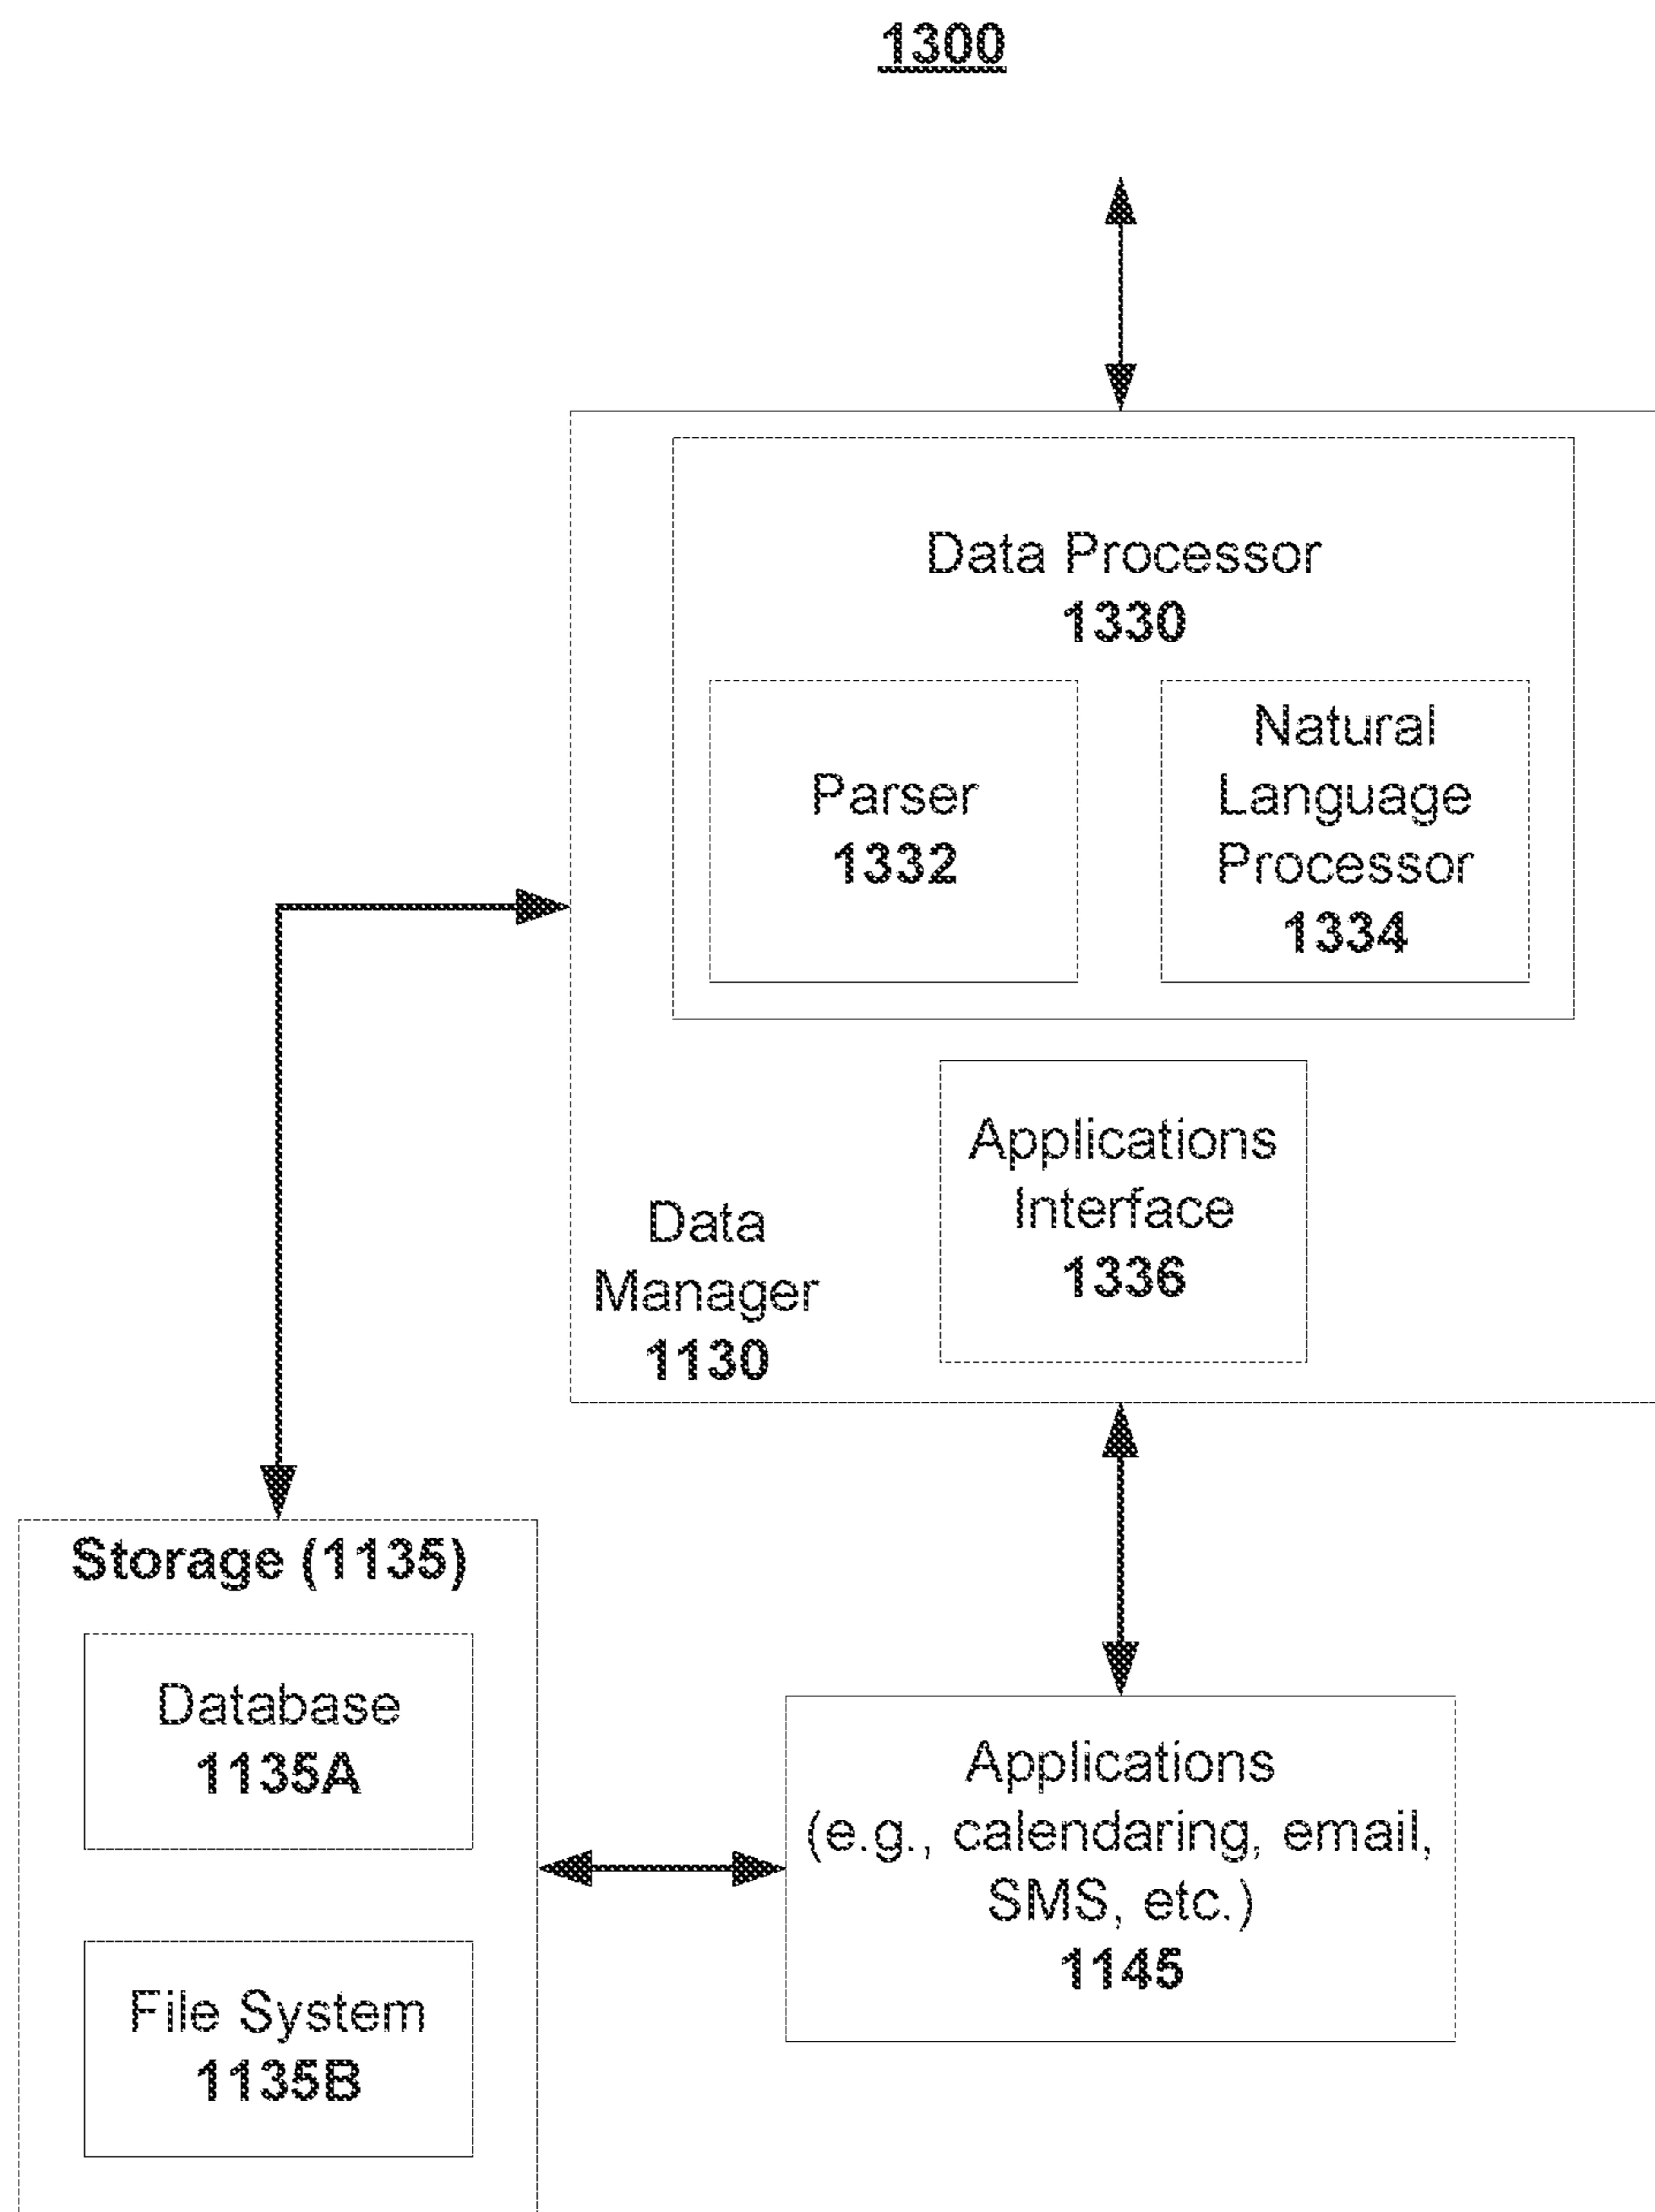 1300
Data Processor
1330
Parser
1332
Natural
Language
Processor
1334
Applications
Interface
1336
Data
Manager
1130
Storage (1135)
Database
1135A
File System
1135B
Applications
(e.g., calendaring, email,
SMS, etc.)
1145